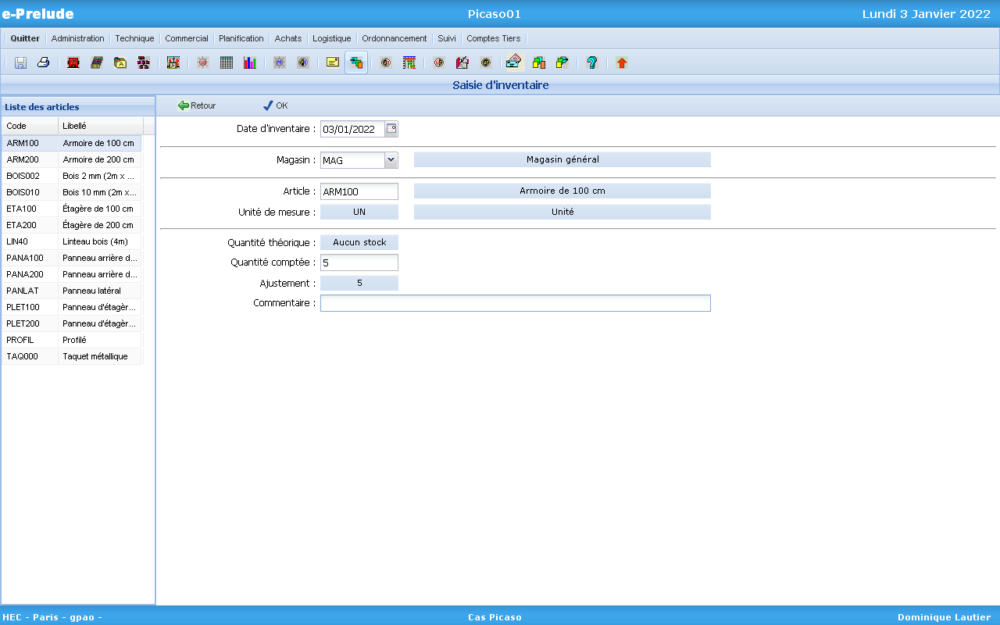 e-Prelude Picaso01 Lundi 3 Janvier 2022
Quitter Administration Technique Commercial Planification Achats Logistique Ordonnancement Suivi Comptes Tiers
Saisie d'inventaire
Liste des articles
Retour OK
Code Libellé
ARM100 Armoire de 100 cm
ARM200 Armoire de 200 cm
BOIS002 Bois 2 mm (2m x ...
BOIS010 Bois 10 mm (2m x...
ETA100 Étagère de 100 cm
ETA200 Étagère de 200 cm
LIN40 Linteau bois (4m)
PANA100 Panneau arrière d...
PANA200 Panneau arrière d...
PANLAT Panneau latéral
PLET100 Panneau d'étagèr...
PLET200 Panneau d'étagèr...
PROFIL Profilé
TAQ000 Taquet métallique
Date d'inventaire : 03/01/2022
Magasin : MAG Magasin général
Article : ARM100 Armoire de 100 cm
Unité de mesure : UN Unité
Quantité théorique : Aucun stock
Quantité comptée : 5
Ajustement : 5
Commentaire :
HEC - Paris - gpao - Cas Picaso Dominique Lautier